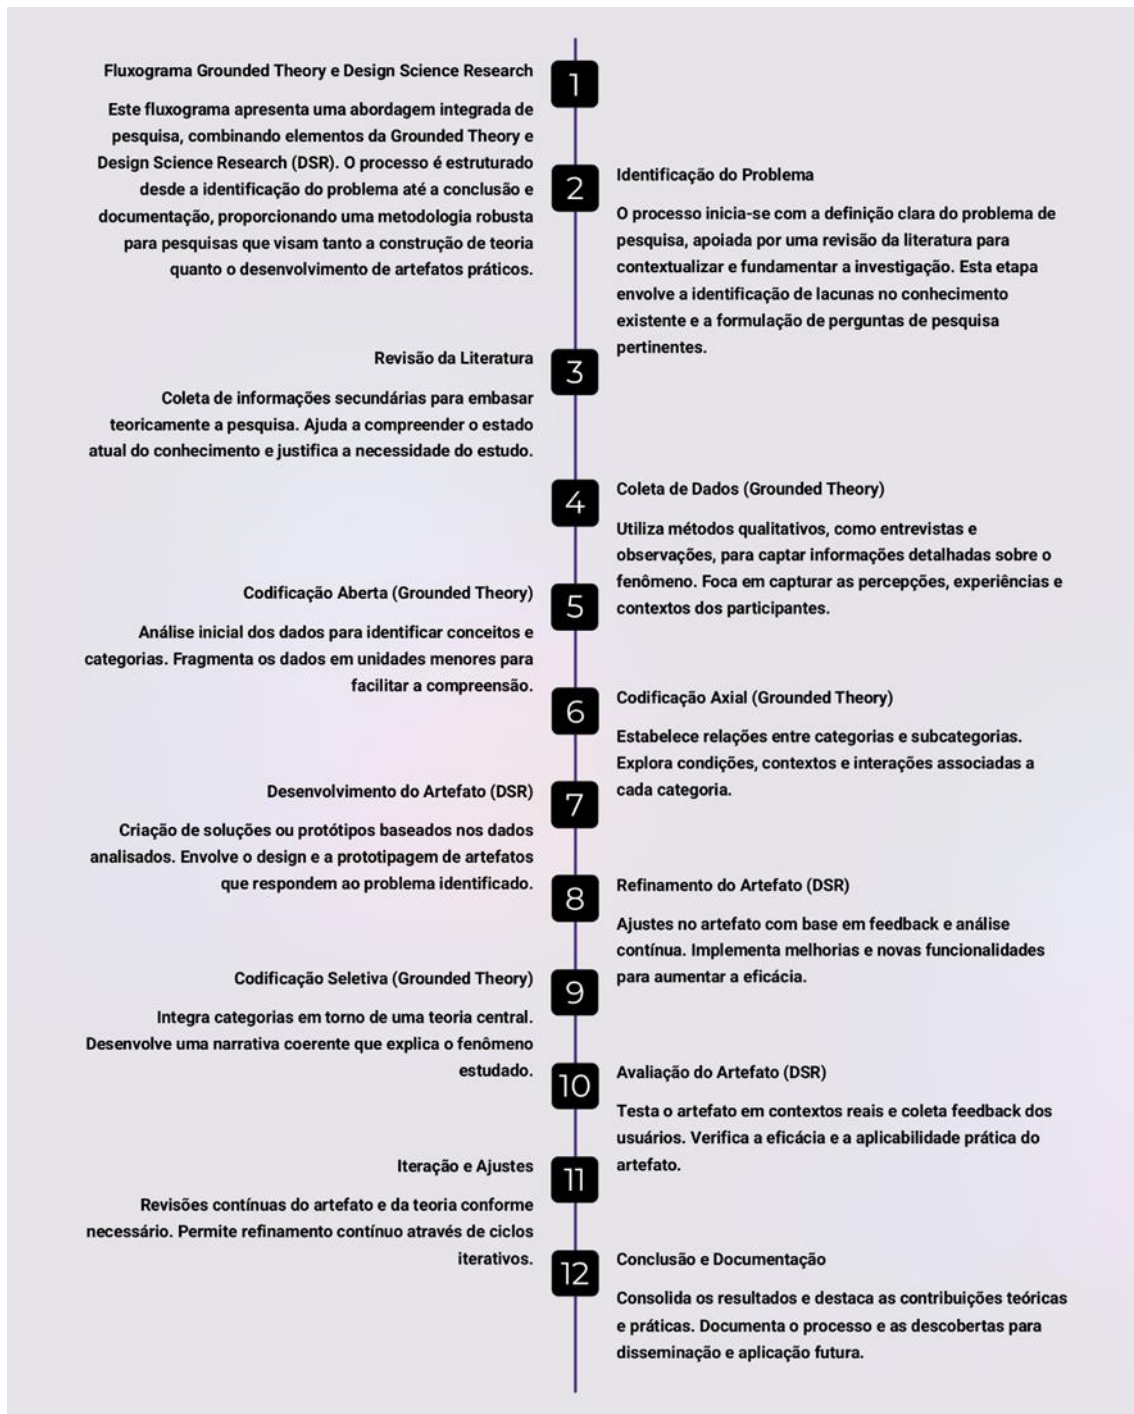 1
Fluxograma Grounded Theory e Design Science Research
Este fluxograma apresenta uma abordagem integrada de
pesquisa, combinando elementos da Grounded Theory e
Design Science Research (DSR). O processo é estruturado
desde a identificação do problema até a conclusão e
documentação, proporcionando uma metodologia robusta
para pesquisas que visam tanto a construção de teoria
quanto o desenvolvimento de artefatos práticos.
2
Identificação do Problema
O processo inicia-se com a definição clara do problema de
pesquisa, apoiada por uma revisão da literatura para
contextualizar e fundamentar a investigação. Esta etapa
envolve a identificação de lacunas no conhecimento
existente e a formulação de perguntas de pesquisa
pertinentes.
3
Revisão da Literatura
Coleta de informações secundárias para embasar
teoricamente a pesquisa. Ajuda a compreender o estado
atual do conhecimento e justifica a necessidade do estudo.
4
Coleta de Dados (Grounded Theory)
Utiliza métodos qualitativos, como entrevistas e
observações, para captar informações detalhadas sobre o
fenômeno. Foca em capturar as percepções, experiências e
contextos dos participantes.
5
Codificação Aberta (Grounded Theory)
Análise inicial dos dados para identificar conceitos e
categorias. Fragmenta os dados em unidades menores para
facilitar a compreensão.
6
Codificação Axial (Grounded Theory)
Estabelece relações entre categorias e subcategorias.
Explora condições, contextos e interações associadas a
cada categoria.
7
Desenvolvimento do Artefato (DSR)
Criação de soluções ou protótipos baseados nos dados
analisados. Envolve o design e a prototipagem de artefatos
que respondem ao problema identificado.
8
Refinamento do Artefato (DSR)
Ajustes no artefato com base em feedback e análise
contínua. Implementa melhorias e novas funcionalidades
para aumentar a eficácia.
9
Codificação Seletiva (Grounded Theory)
Integra categorias em torno de uma teoria central.
Desenvolve uma narrativa coerente que explica o fenômeno
estudado.
10
Avaliação do Artefato (DSR)
Testa o artefato em contextos reais e coleta feedback dos
usuários. Verifica a eficácia e a aplicabilidade prática do
artefato.
11
Iteração e Ajustes
Revisões contínuas do artefato e da teoria conforme
necessário. Permite refinamento contínuo através de ciclos
iterativos.
12
Conclusão e Documentação
Consolida os resultados e destaca as contribuições teóricas
e práticas. Documenta o processo e as descobertas para
disseminação e aplicação futura.